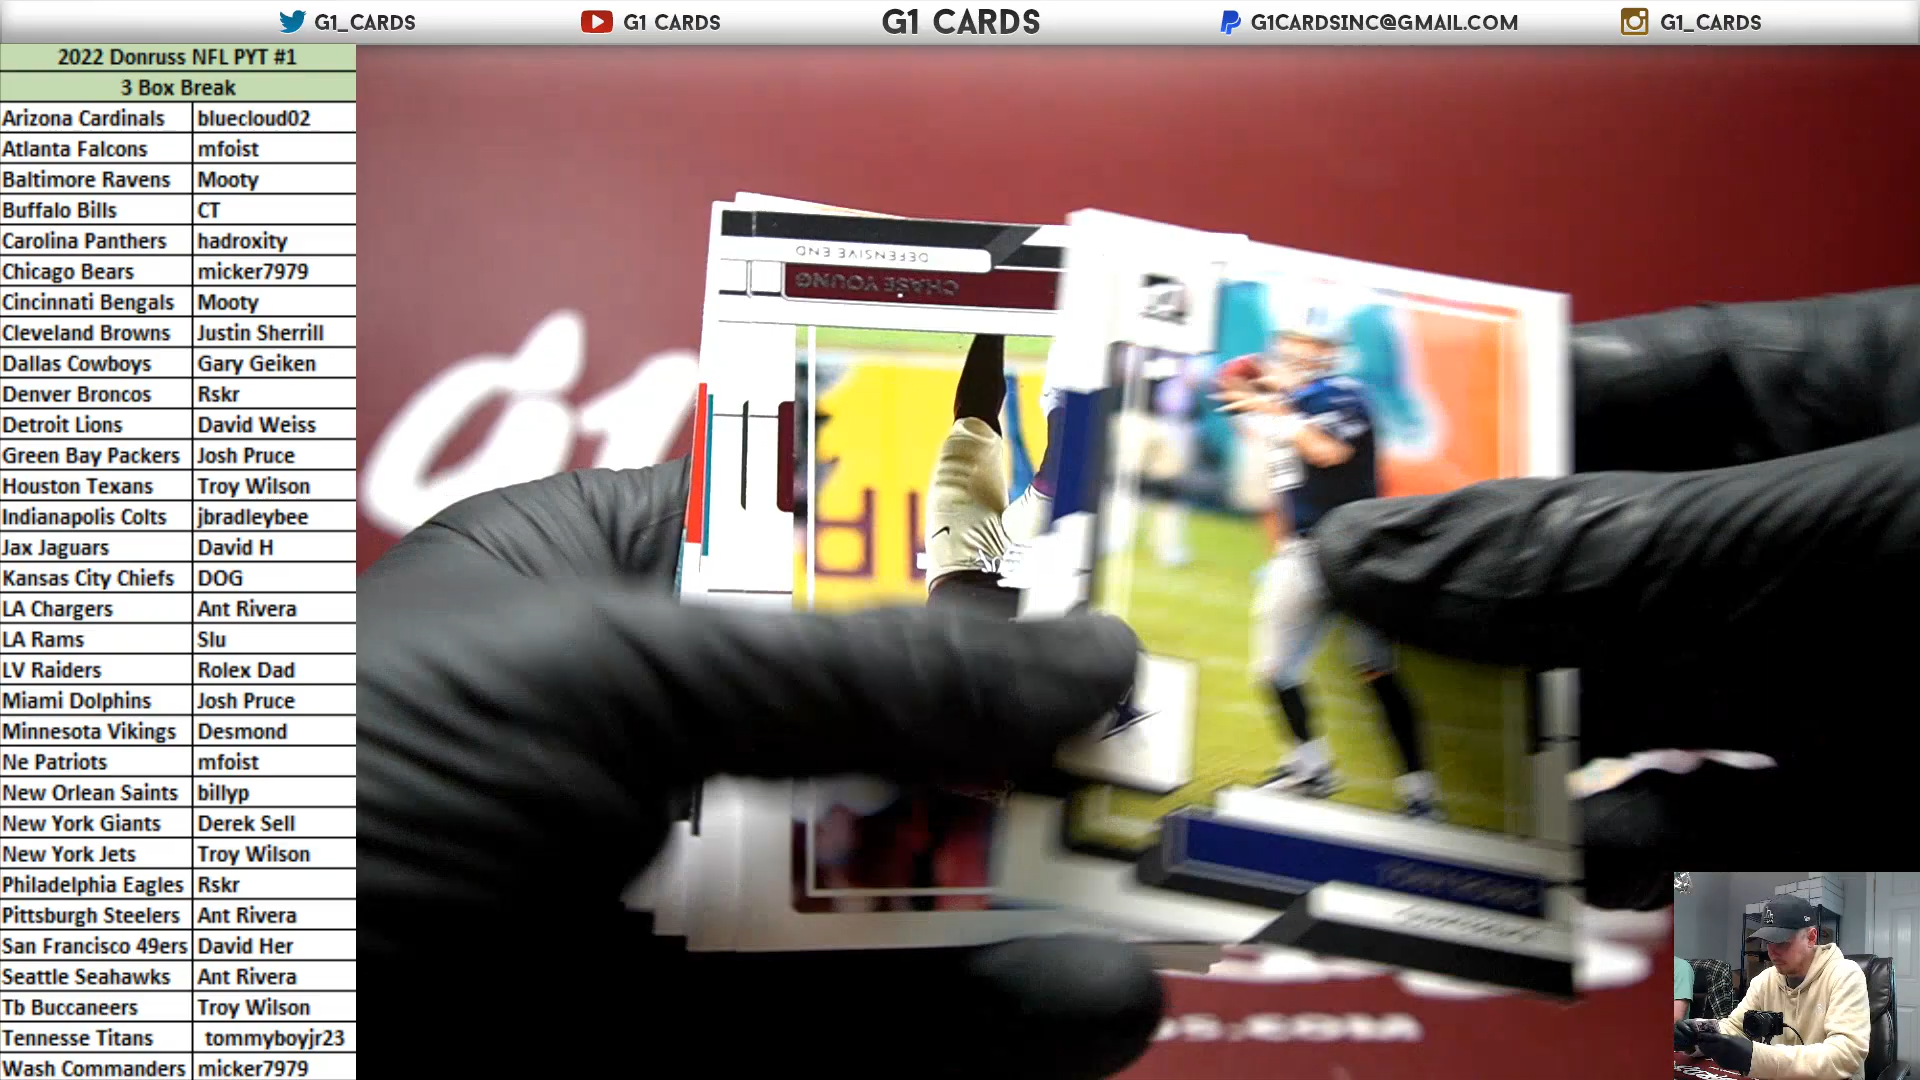 G1_CARDS
G1 CARDS
G1 CARDS
G1CARDSINC@GMAIL.COM
G1_CARDS
2022 Donruss NFL PYT #1
3 Box Break
Arizona Cardinals bluecloud02
Atlanta Falcons mfoist
Baltimore Ravens Mooty
Buffalo Bills CT
Carolina Panthers hadroxity
Chicago Bears micker7979
Cincinnati Bengals Mooty
Cleveland Browns Justin Sherrill
Dallas Cowboys Gary Geiken
Denver Broncos Rskr
Detroit Lions David Weiss
Green Bay Packers Josh Pruce
Houston Texans Troy Wilson
Indianapolis Colts jbradleybee
Jax Jaguars David H
Kansas City Chiefs DOG
LA Chargers Ant Rivera
LA Rams Slu
LV Raiders Rolex Dad
Miami Dolphins Josh Pruce
Minnesota Vikings Desmond
Ne Patriots mfoist
New Orlean Saints billyp
New York Giants Derek Sell
New York Jets Troy Wilson
Philadelphia Eagles Rskr
Pittsburgh Steelers Ant Rivera
San Francisco 49ers David Her
Seattle Seahawks Ant Rivera
Tb Buccaneers Troy Wilson
Tennesse Titans tommyboyjr23
Wash Commanders micker7979
DEFENSIVE END
CHASE YOUNG
G1